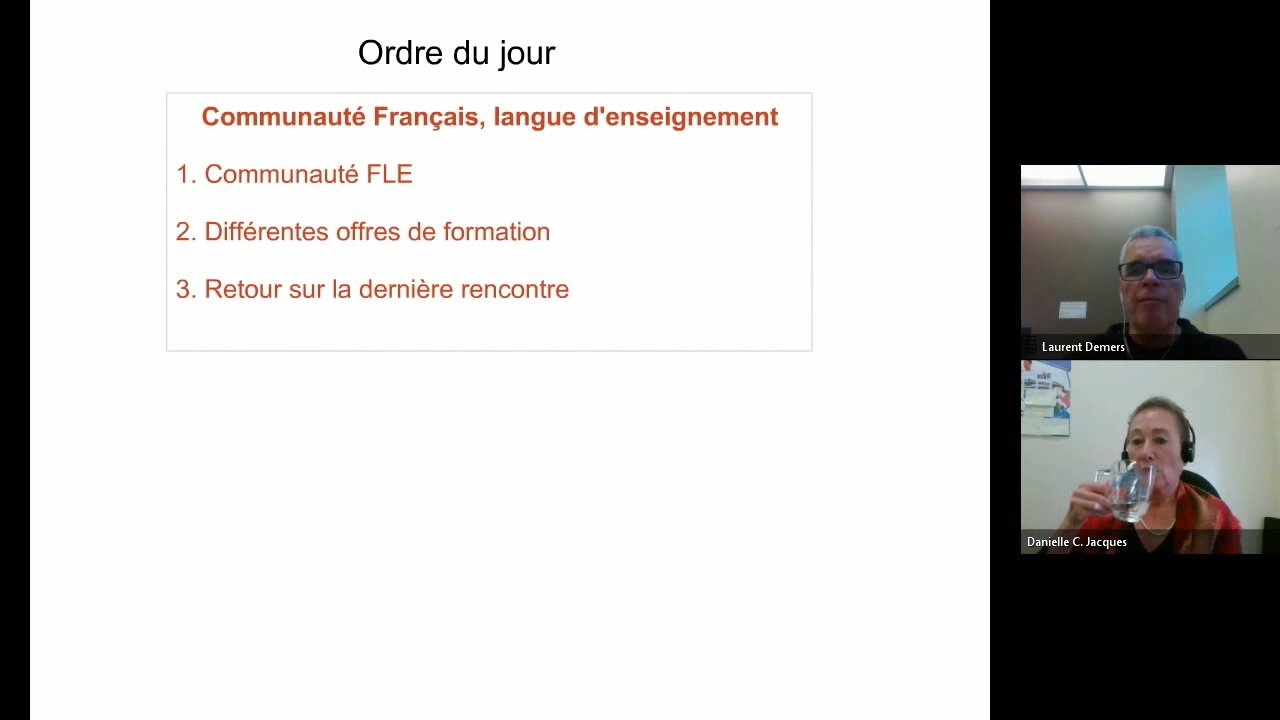 Ordre du jour
Communauté Français, langue d'enseignement
1. Communauté FLE
2. Différentes offres de formation
3. Retour sur la dernière rencontre
Laurent Demers
Danielle C. Jacques